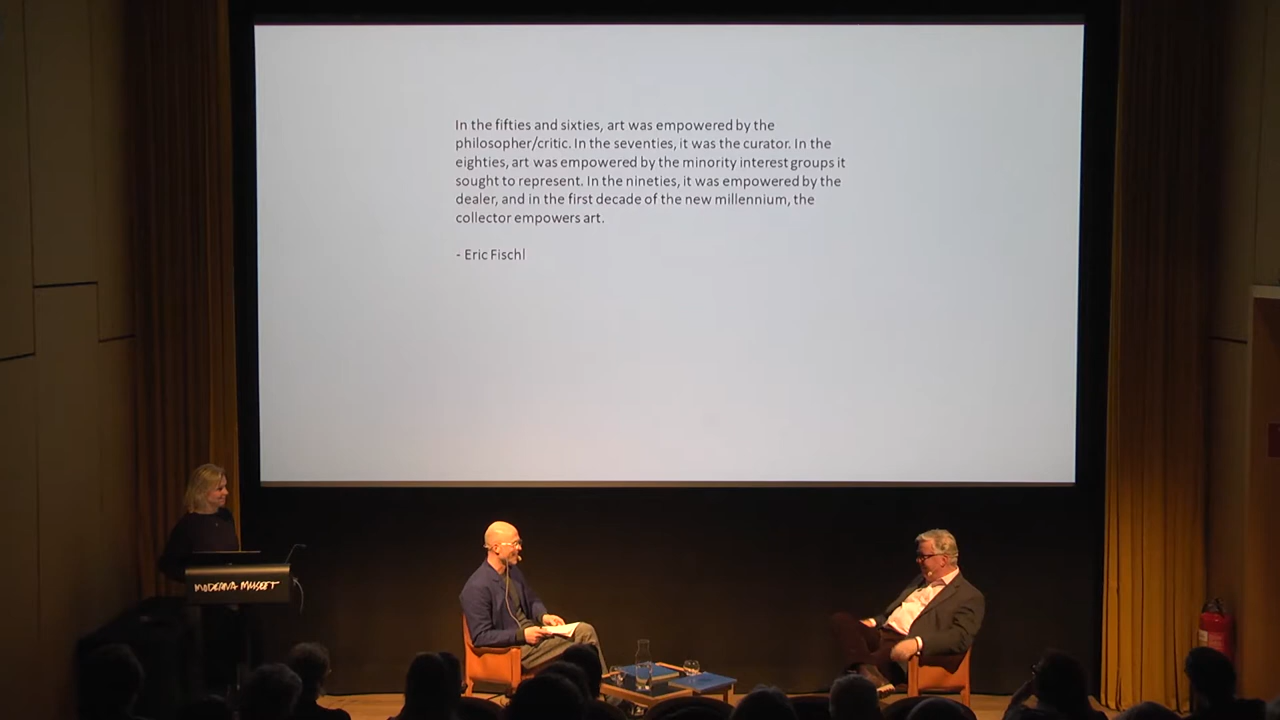 In the fifties and sixties, art was empowered by the
philosopher/critic. In the seventies, it was the curator. In the
eighties, art was empowered by the minority interest groups it
sought to represent. In the nineties, it was empowered by the
dealer, and in the first decade of the new millennium, the
collector empowers art.
- Eric Fischl
MODERNA MUSEET